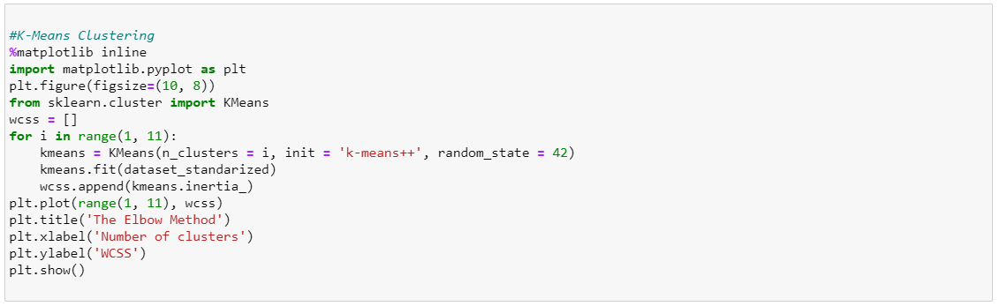 #K-Means Clustering
%matplotlib inline
import matplotlib.pyplot as plt
plt.figure(figsize=(10, 8))
from sklearn.cluster import KMeans
wcss = []
for i in range(1, 11):
    kmeans = KMeans(n_clusters = i, init = 'k-means++', random_state = 42)
    kmeans.fit(dataset_standarized)
    wcss.append(kmeans.inertia_)
plt.plot(range(1, 11), wcss)
plt.title('The Elbow Method')
plt.xlabel('Number of clusters')
plt.ylabel('WCSS')
plt.show()